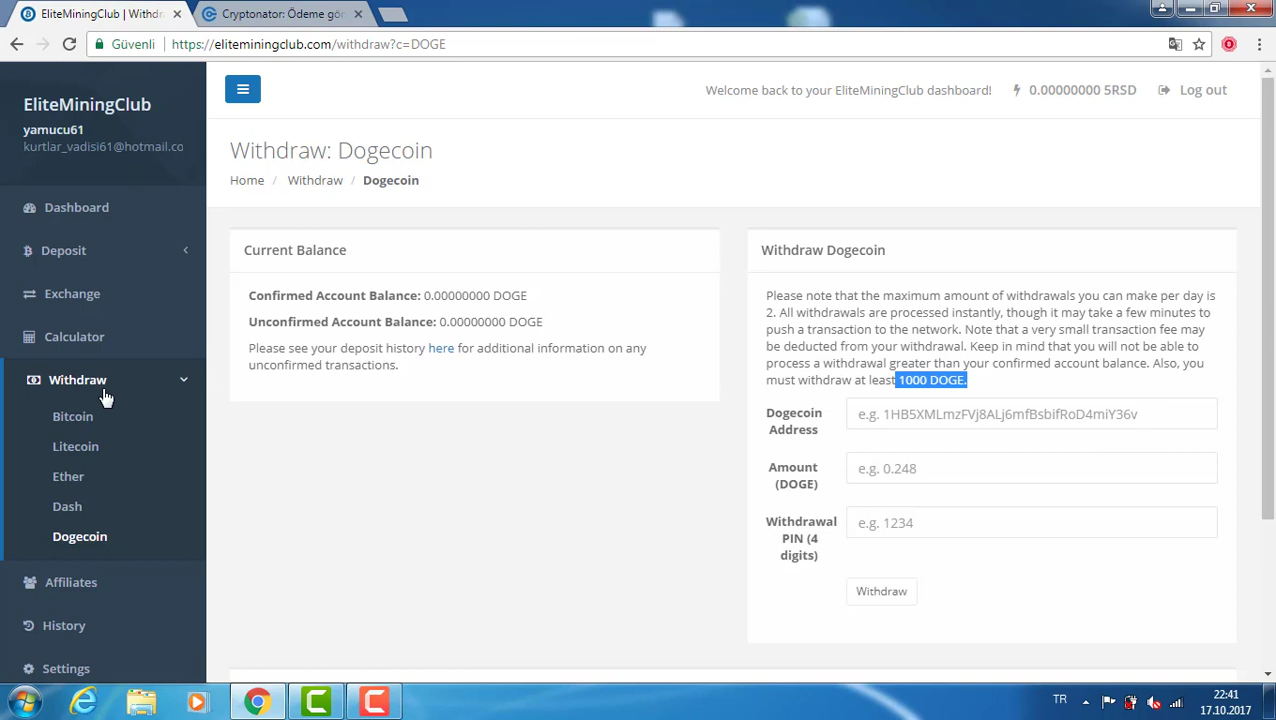 EliteMiningClub | Withdr
Cryptonator: Ödeme gön
Güvenli
https://eliteminingclub.com/withdraw?c=DOGE
EliteMiningClub
yamucu61
kurtlar_vadisi61@hotmail.co
Dashboard
Deposit
Exchange
Calculator
Withdraw
Bitcoin
Litecoin
Ether
Dash
Dogecoin
Affiliates
History
Settings
Welcome back to your EliteMiningClub dashboard!
0.00000000 5RSD
Log out
Withdraw: Dogecoin
Home / Withdraw / Dogecoin
Current Balance
Confirmed Account Balance: 0.00000000 DOGE
Unconfirmed Account Balance: 0.00000000 DOGE
Please see your deposit history here for additional information on any
unconfirmed transactions.
Withdraw Dogecoin
Please note that the maximum amount of withdrawals you can make per day is
2. All withdrawals are processed instantly, though it may take a few minutes to
push a transaction to the network. Note that a very small transaction fee may
be deducted from your withdrawal. Keep in mind that you will not be able to
process a withdrawal greater than your confirmed account balance. Also, you
must withdraw at least 1000 DOGE.
Dogecoin
Address
e.g. 1HB5XMLmzFVj8ALj6mfBsbifRoD4miY36v
Amount
(DOGE)
e.g. 0.248
Withdrawal
PIN (4
digits)
e.g. 1234
Withdraw
TR
22:41
17.10.2017